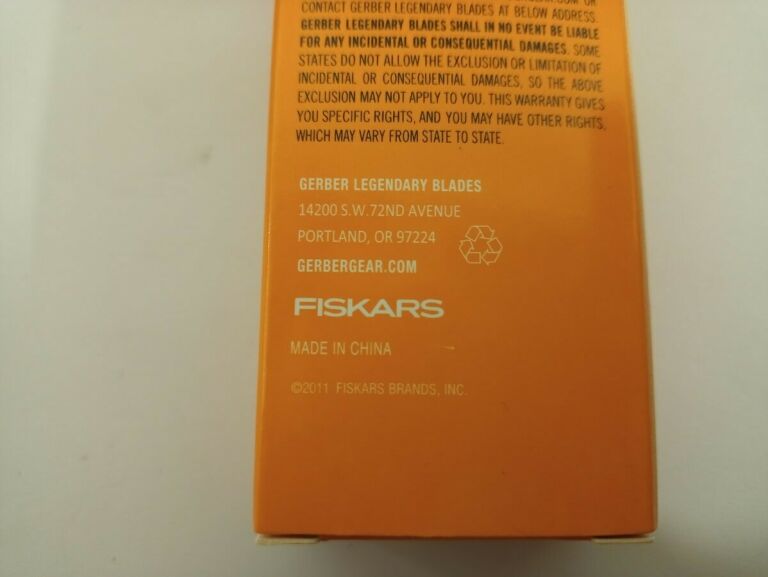 CONTACT GERBER LEGENDARY BLADES AT BELOW ADDRESS.
GERBER LEGENDARY BLADES SHALL IN NO EVENT BE LIABLE
FOR ANY INCIDENTAL OR CONSEQUENTIAL DAMAGES. SOME
STATES DO NOT ALLOW THE EXCLUSION OR LIMITATION OF
INCIDENTAL OR CONSEQUENTIAL DAMAGES, SO THE ABOVE
EXCLUSION MAY NOT APPLY TO YOU. THIS WARRANTY GIVES
YOU SPECIFIC RIGHTS, AND YOU MAY HAVE OTHER RIGHTS,
WHICH MAY VARY FROM STATE TO STATE.
GERBER LEGENDARY BLADES
14200 S.W.72ND AVENUE
PORTLAND, OR 97224
GERBERGEAR.COM
FISKARS
MADE IN CHINA
©2011 FISKARS BRANDS, INC.